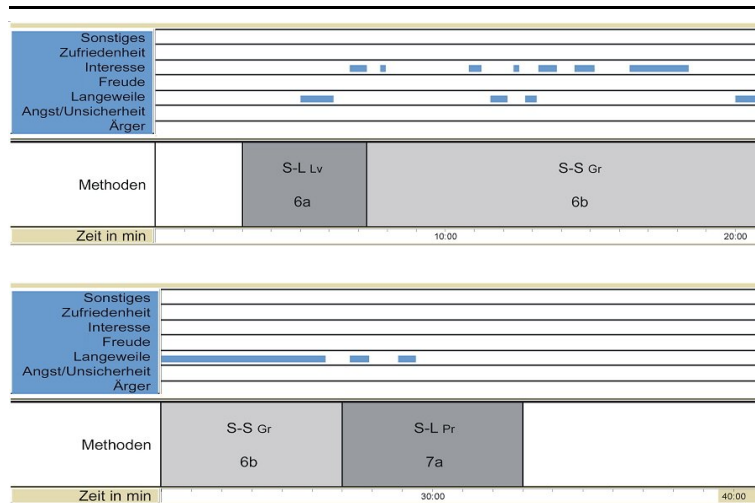 Sonstiges
Zufriedenheit
Interesse
Freude
Langeweile
Angst/Unsicherheit
Ärger
Methoden
S-L Lv
6a
S-S Gr
6b
Zeit in min
10:00
20:00
Sonstiges
Zufriedenheit
Interesse
Freude
Langeweile
Angst/Unsicherheit
Ärger
Methoden
S-S Gr
6b
S-L Pr
7a
Zeit in min
30:00
40:00